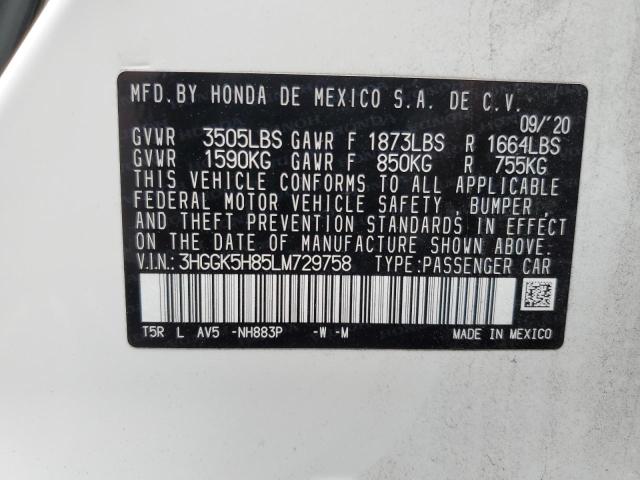 MFD.BY HONDA DE MEXICO S.A. DE C.V.
09/'20
GVWR 3505LBS GAWR F 1873LBS R 1664LBS
GVWR 1590KG GAWR F 850KG R 755KG
THIS VEHICLE CONFORMS TO ALL APPLICABLE
FEDERAL MOTOR VEHICLE SAFETY , BUMPER ,
AND THEFT PREVENTION STANDARDS IN EFFECT
ON THE DATE OF MANUFACTURE SHOWN ABOVE.
V.I.N.: 3HGGK5H85LM729758 TYPE:PASSENGER CAR
T5R L AV5 -NH883P -W -M MADE IN MEXICO